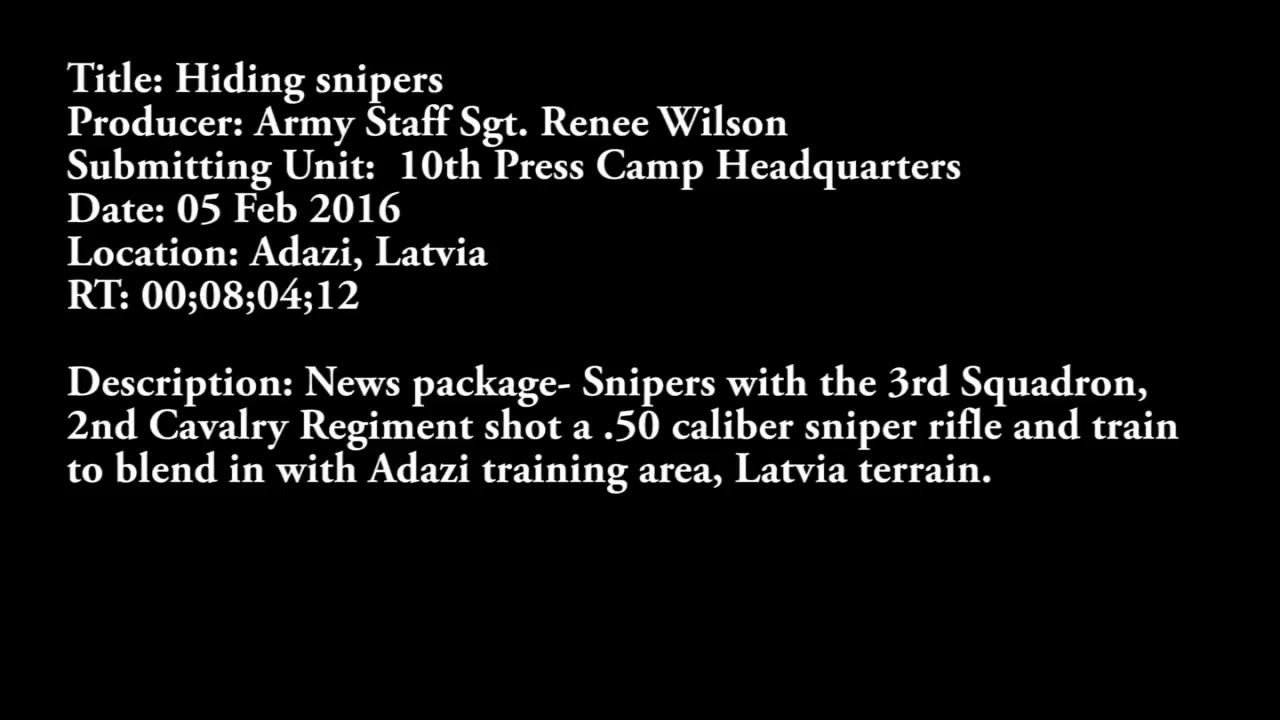 Title: Hiding snipers
Producer: Army Staff Sgt. Renee Wilson
Submitting Unit:  10th Press Camp Headquarters
Date: 05 Feb 2016
Location: Adazi, Latvia
RT: 00;08;04;12
Description: News package- Snipers with the 3rd Squadron,
2nd Cavalry Regiment shot a .50 caliber sniper rifle and train
to blend in with Adazi training area, Latvia terrain.